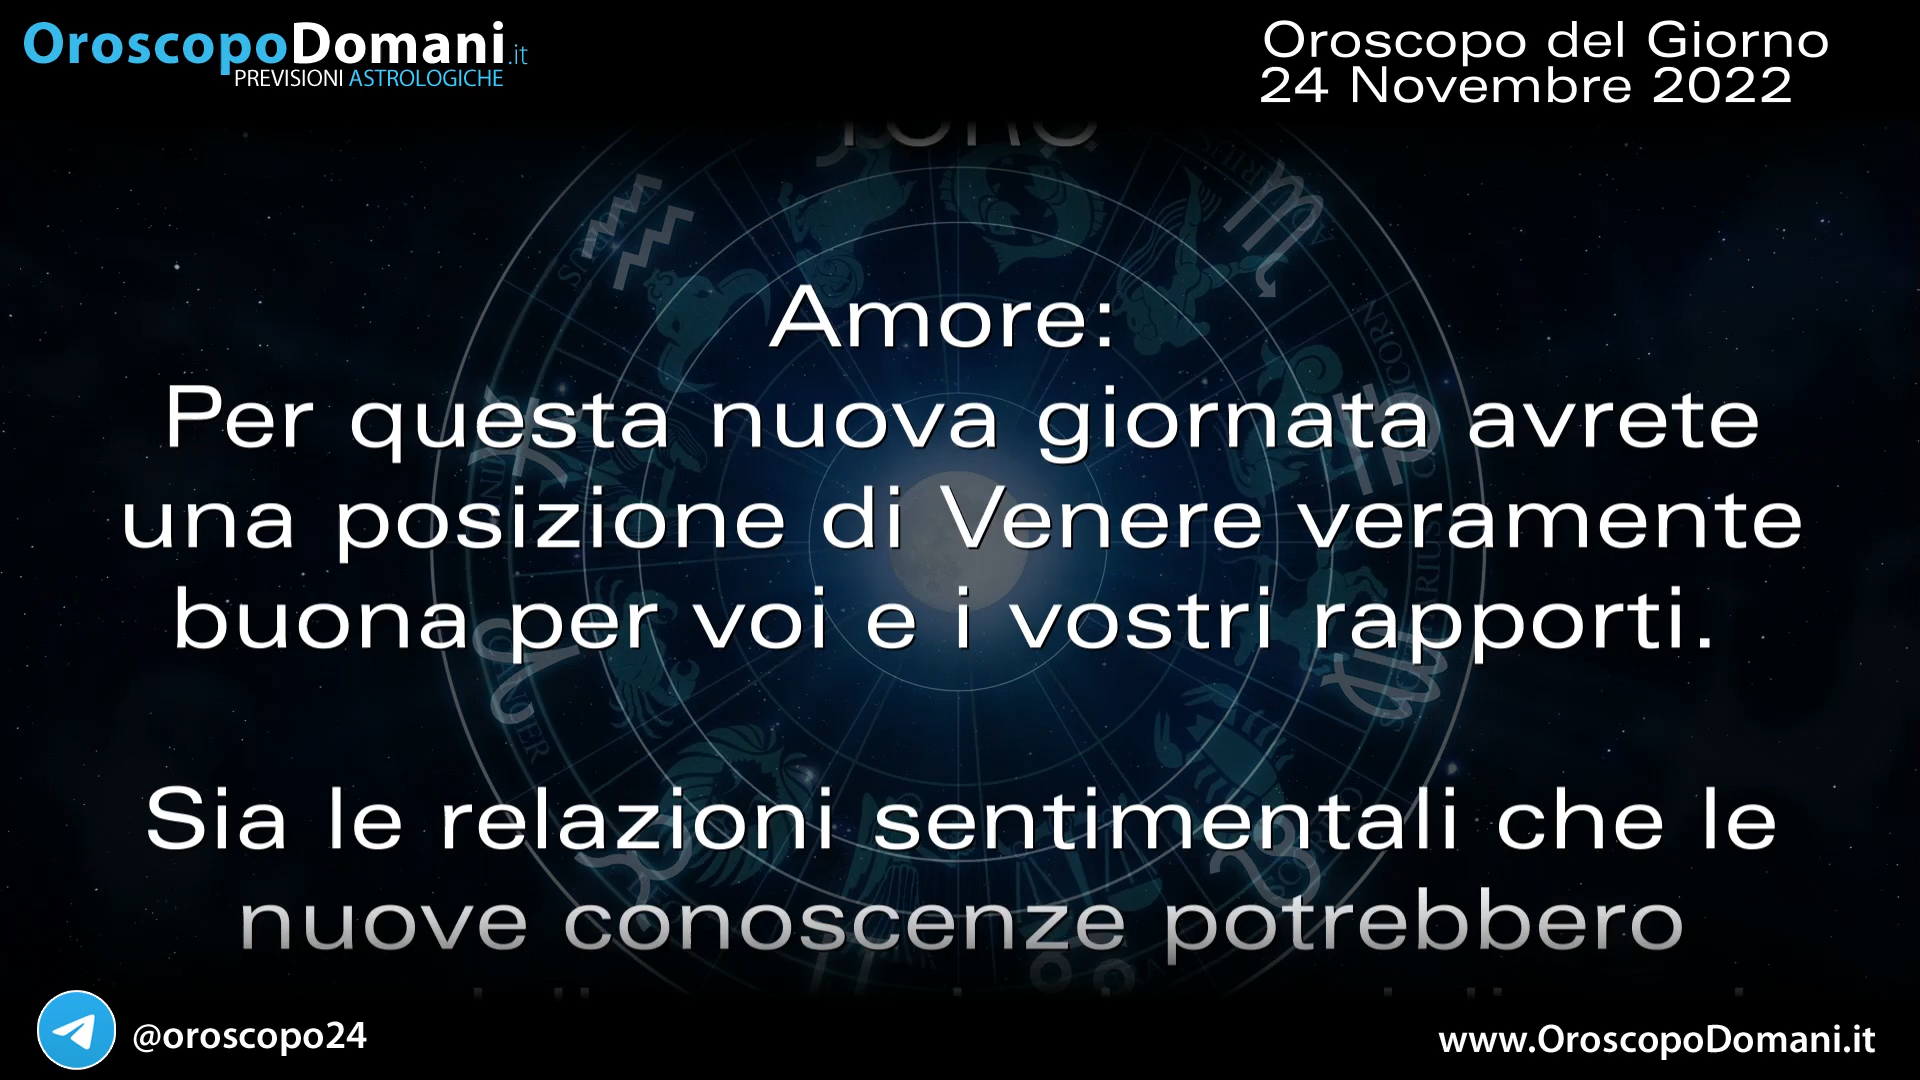 OroscopoDomani.it
PREVISIONI ASTROLOGICHE
Oroscopo del Giorno
24 Novembre 2022
Amore:
Per questa nuova giornata avrete
una posizione di Venere veramente
buona per voi e i vostri rapporti.
Sia le relazioni sentimentali che le
nuove conoscenze potrebbero
@oroscopo24
www.OroscopoDomani.it